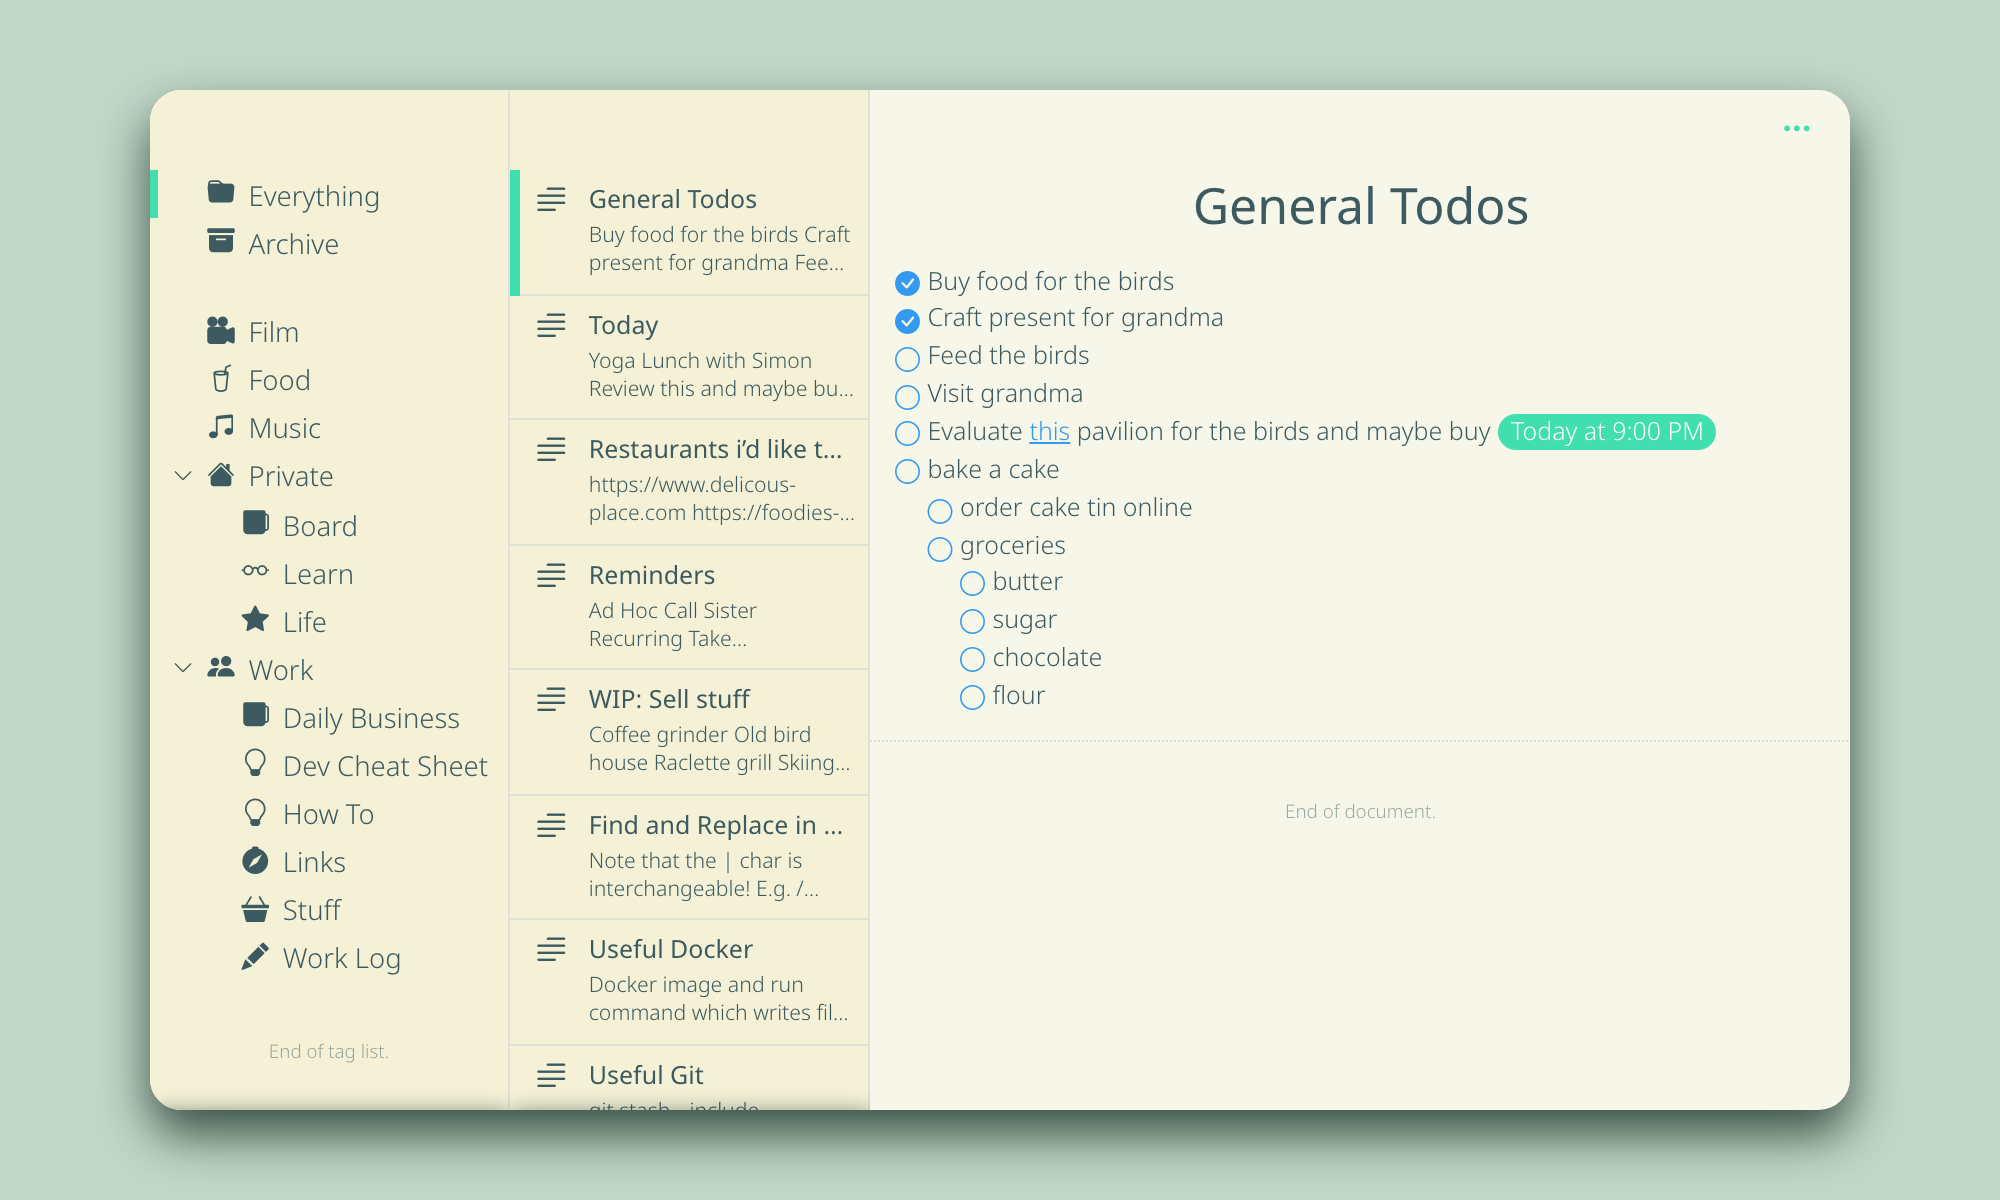 Everything
Archive
Film
Food
Music
Private
Board
Learn
Life
Work
Daily Business
Dev Cheat Sheet
How To
Links
Stuff
Work Log
End of tag list.
General Todos
Buy food for the birds Craft
present for grandma Fee...
Today
Yoga Lunch with Simon
Review this and maybe bu...
Restaurants i’d like t...
https://www.delicous-
place.com https://foodies-...
Reminders
Ad Hoc Call Sister
Recurring Take...
WIP: Sell stuff
Coffee grinder Old bird
house Raclette grill Skiing...
Find and Replace in ...
Note that the | char is
interchangeable! E.g. /...
Useful Docker
Docker image and run
command which writes fil...
Useful Git
General Todos
Buy food for the birds
Craft present for grandma
Feed the birds
Visit grandma
Evaluate this pavilion for the birds and maybe buy Today at 9:00 PM
bake a cake
order cake tin online
groceries
butter
sugar
chocolate
flour
End of document.